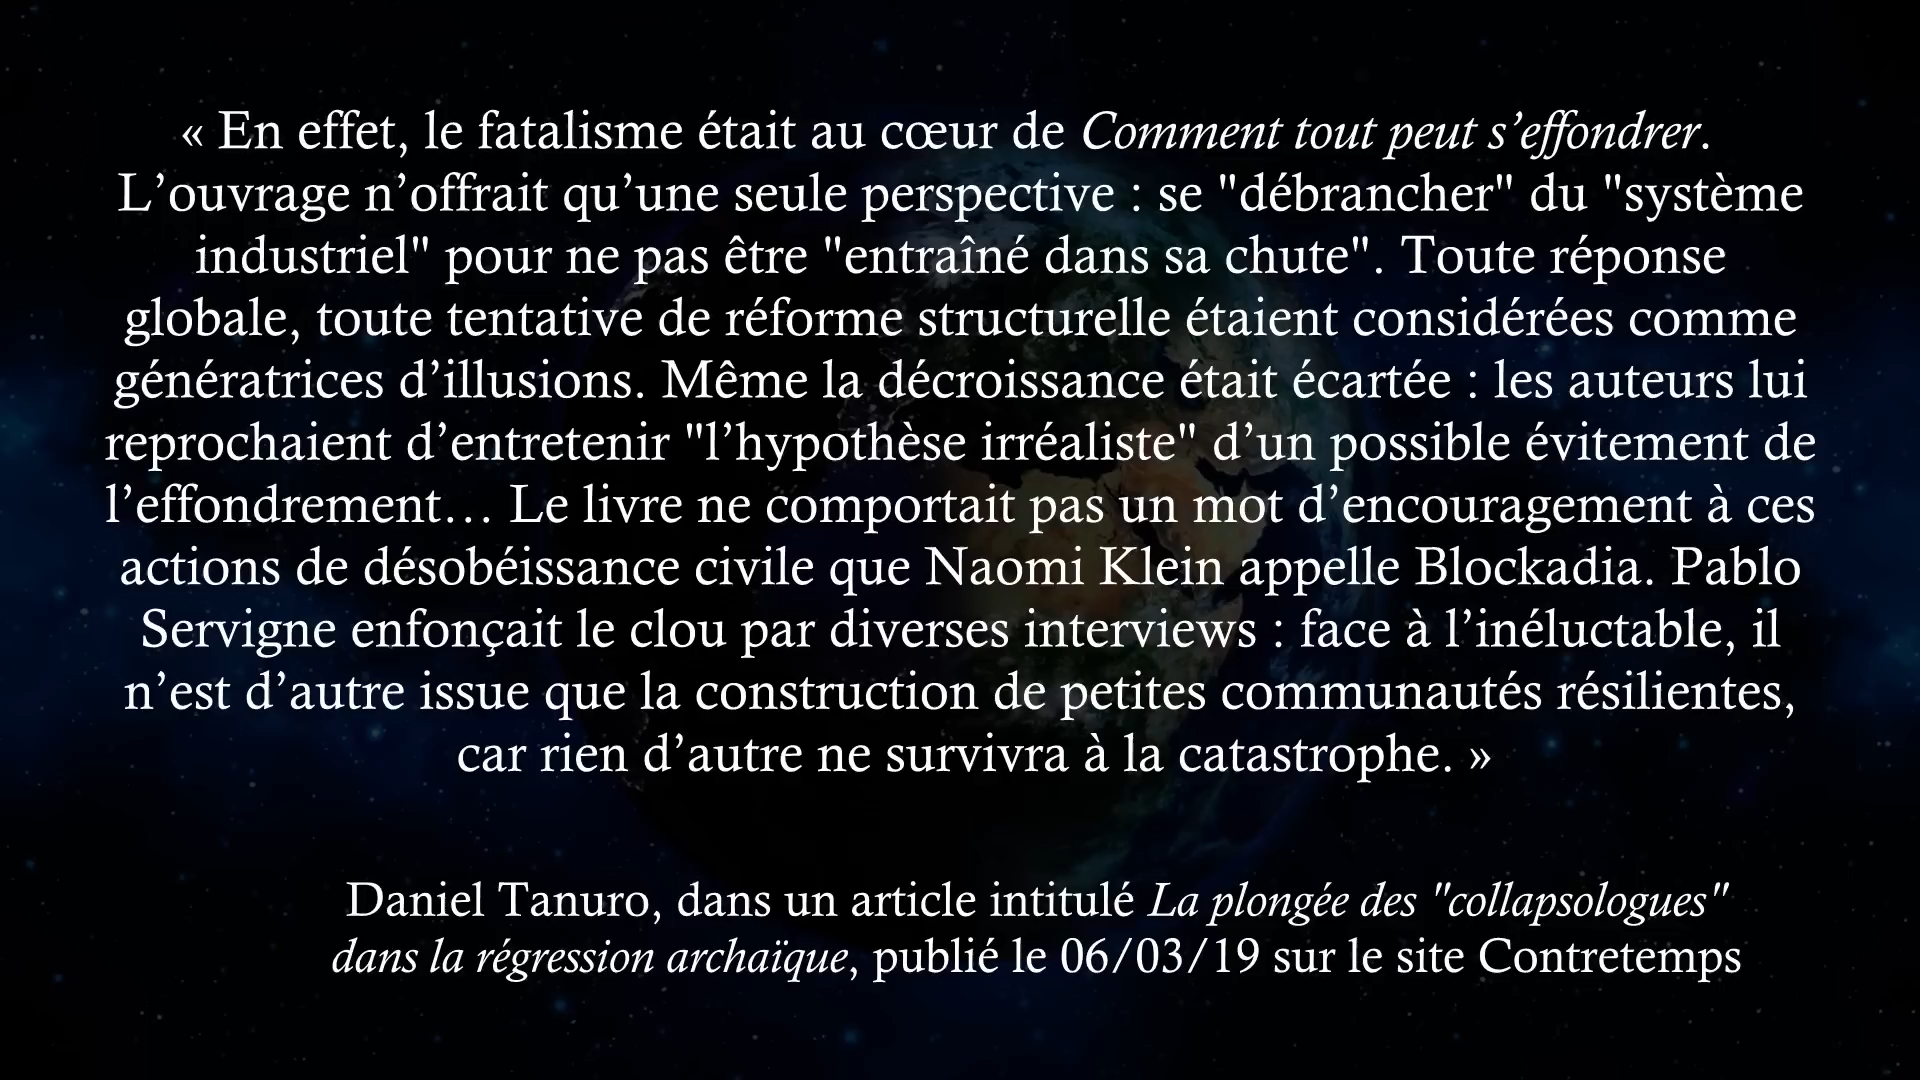 « En effet, le fatalisme était au cœur de Comment tout peut s’effondrer.
L’ouvrage n’offrait qu’une seule perspective : se "débrancher" du "système
industriel" pour ne pas être "entraîné dans sa chute". Toute réponse
globale, toute tentative de réforme structurelle étaient considérées comme
génératrices d’illusions. Même la décroissance était écartée : les auteurs lui
reprochaient d’entretenir "l’hypothèse irréaliste" d’un possible évitement de
l’effondrement… Le livre ne comportait pas un mot d’encouragement à ces
actions de désobéissance civile que Naomi Klein appelle Blockadia. Pablo
Servigne enfonçait le clou par diverses interviews : face à l’inéluctable, il
n’est d’autre issue que la construction de petites communautés résilientes,
car rien d’autre ne survivra à la catastrophe. »
Daniel Tanuro, dans un article intitulé La plongée des "collapsologues"
dans la régression archaïque, publié le 06/03/19 sur le site Contretemps